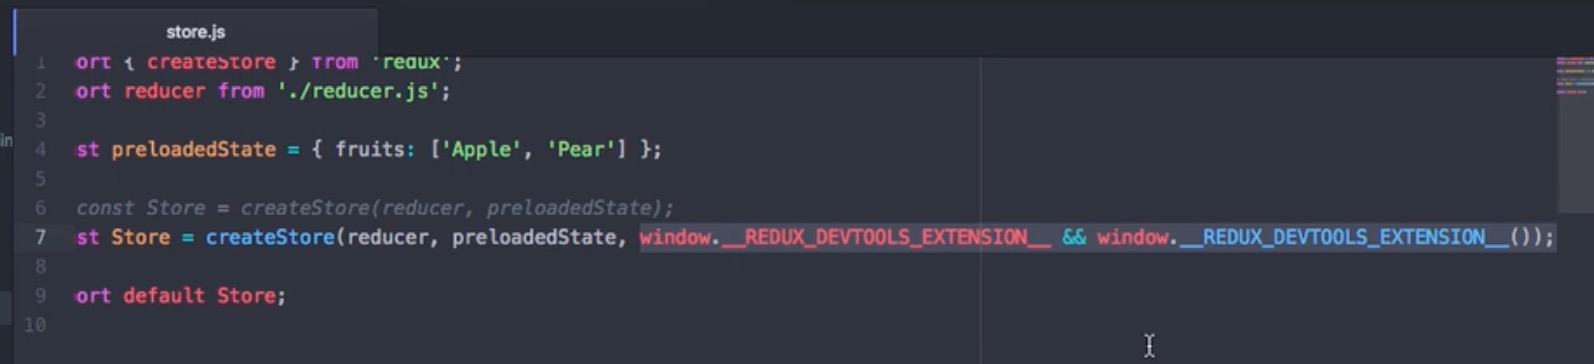 store.js
in
1 ort { createStore } from 'redux';
2 ort reducer from './reducer.js';
3
4 st preloadedState = { fruits: ['Apple', 'Pear'] };
5
6 const Store = createStore(reducer, preloadedState);
7 st Store = createStore(reducer, preloadedState, window.__REDUX_DEVTOOLS_EXTENSION__ && window.__REDUX_DEVTOOLS_EXTENSION__());
8
9 ort default Store;
10